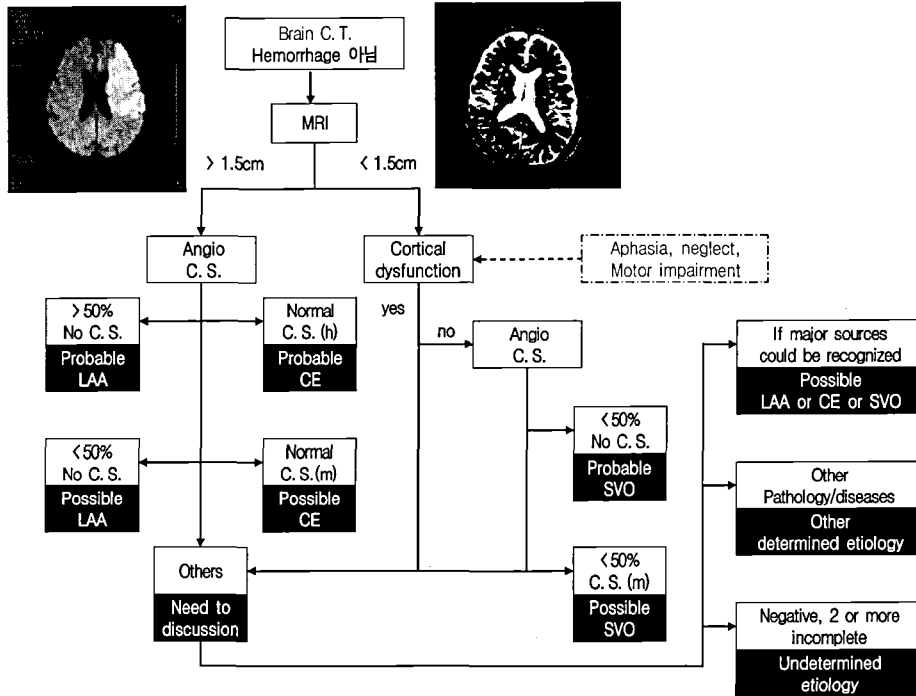 Brain C. T.
Hemorrhage 아님
MRI
> 1.5cm
< 1.5cm
Angio
C. S.
Cortical
dysfunction
Aphasia, neglect,
Motor impairment
> 50%
No C. S.
Probable
LAA
Normal
C. S. (h)
Probable
CE
yes
no
Angio
C. S.
If major sources
could be recognized
Possible
LAA or CE or SVO
< 50%
No C. S.
Possible
LAA
Normal
C. S. (m)
Possible
CE
< 50%
No C. S.
Probable
SVO
Other
Pathology/diseases
Other
determined etiology
Others
Need to
discussion
< 50%
C. S. (m)
Possible
SVO
Negative, 2 or more
incomplete
Undetermined
etiology